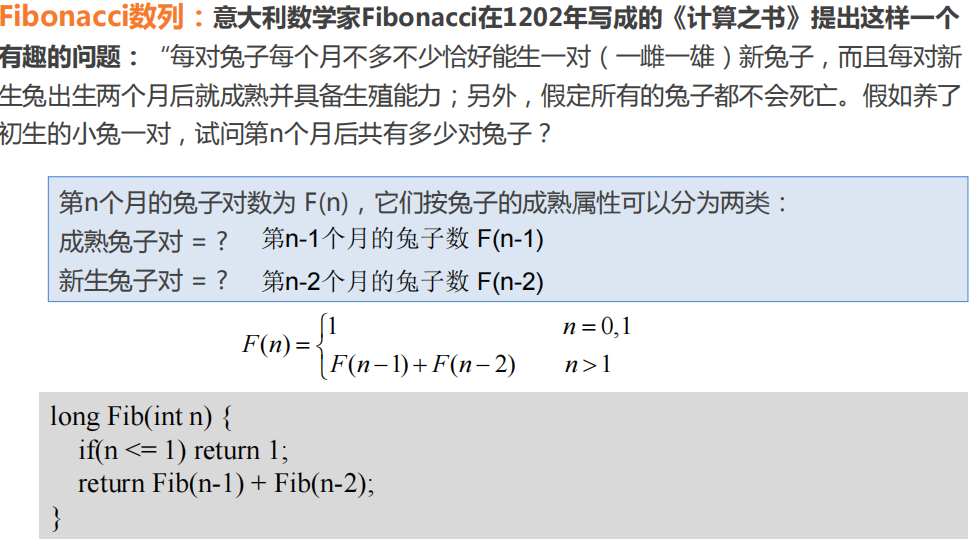 Fibonacci数列：意大利数学家Fibonacci在1202年写成的《计算之书》提出这样一个
有趣的问题：“每对兔子每个月不多不少恰好能生一对（一雌一雄）新兔子，而且每对新
生兔出生两个月后就成熟并具备生殖能力；另外，假定所有的兔子都不会死亡。假如养了
初生的小兔一对，试问第n个月后共有多少对兔子？
第n个月的兔子对数为 F(n)，它们按兔子的成熟属性可以分为两类：
成熟兔子对 = ? 第n-1个月的兔子数 F(n-1)
新生兔子对 = ? 第n-2个月的兔子数 F(n-2)
F(n) = { 1 n = 0,1
F(n−1) + F(n−2) n > 1
long Fib(int n) {
if(n <= 1) return 1;
return Fib(n-1) + Fib(n-2);
}